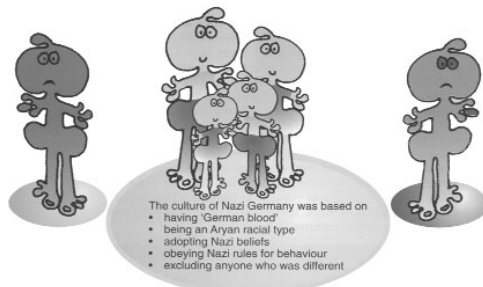 The culture of Nazi Germany was based on
• having 'German blood'
• being an Aryan racial type
• adopting Nazi beliefs
• obeying Nazi rules for behaviour
• excluding anyone who was different